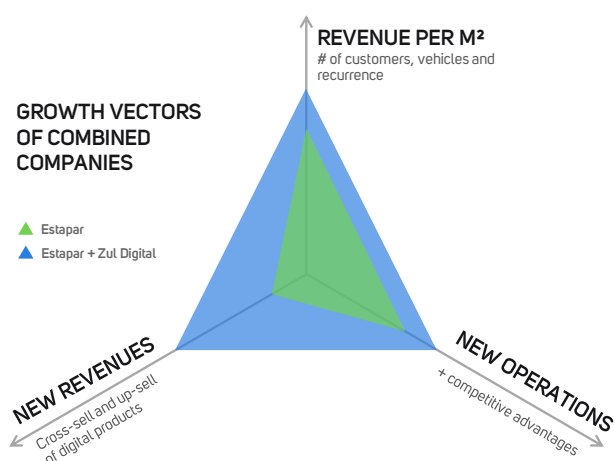 REVENUE PER M²
# of customers, vehicles and
recurrence
GROWTH VECTORS
OF COMBINED
COMPANIES
Estapar
Estapar + Zul Digital
NEW REVENUES
Cross-sell and up-sell
of digital products
NEW OPERATIONS
+ competitive advantages